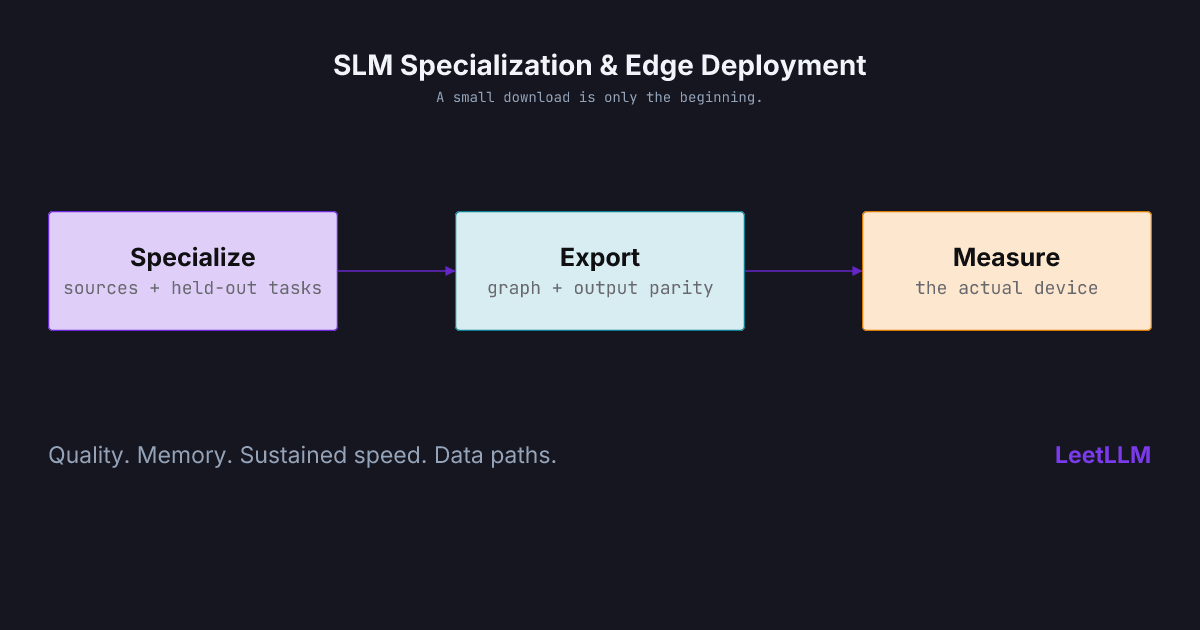 SLM Specialization & Edge Deployment
A small download is only the beginning.
Specialize
sources + held-out tasks
Export
graph + output parity
Measure
the actual device
Quality. Memory. Sustained speed. Data paths.
LeetLLM